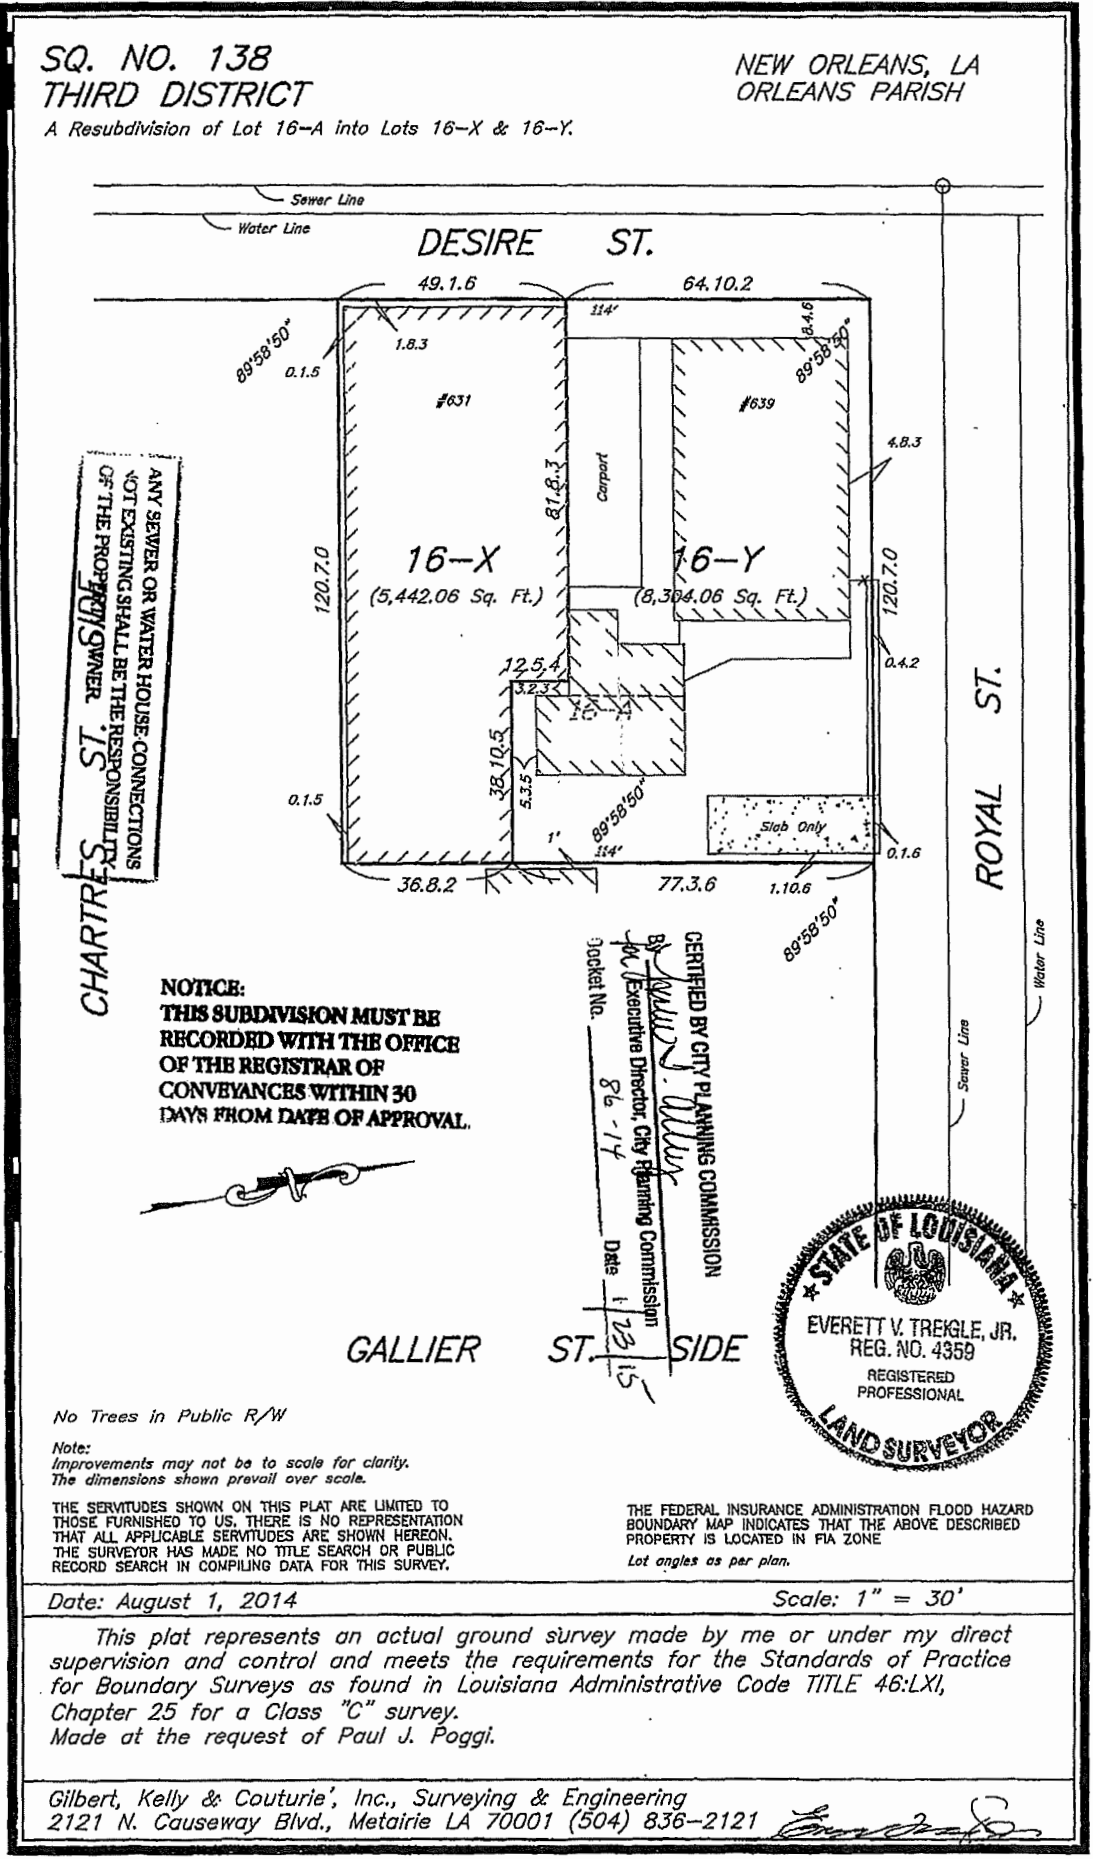 SQ. NO. 138
THIRD DISTRICT
A Resubdivision of Lot 16-A into Lots 16-X & 16-Y.
NEW ORLEANS, LA
ORLEANS PARISH
Sewer Line
Water Line
DESIRE ST.
49.1.6
64.10.2
114'
8.4.6
89°58'50"
89°58'50"
1.8.3
0.1.5
#631
#639
4.8.3
81.8.3
Carport
16-X
(5,442.06 Sq. Ft.)
16-Y
(8,304.06 Sq. Ft.)
120.7.0
120.7.0
0.4.2
12.5.4
3.2.3
16-A
38.10.5
5.3.5
89°58'50"
0.1.5
1'
114'
Slab Only
0.1.6
36.8.2
77.3.6
1.10.6
89°58'50"
ROYAL ST.
Water Line
Sewer Line
ANY SEWER OR WATER HOUSE CONNECTIONS
NOT EXISTING SHALL BE THE RESPONSIBILITY
OF THE PROPERTY OWNER
CHARTRES ST. SIDE
NOTICE:
THIS SUBDIVISION MUST BE
RECORDED WITH THE OFFICE
OF THE REGISTRAR OF
CONVEYANCES WITHIN 30
DAYS FROM DATE OF APPROVAL.
CERTIFIED BY CITY PLANNING COMMISSION
By
for Executive Director, City Planning Commission
Docket No. 86-14 Date 1/23/15
GALLIER ST. SIDE
STATE OF LOUISIANA
EVERETT V. TREIGLE, JR.
REG. NO. 4359
REGISTERED
PROFESSIONAL
LAND SURVEYOR
No Trees in Public R/W
Note:
Improvements may not be to scale for clarity.
The dimensions shown prevail over scale.
THE SERVITUDES SHOWN ON THIS PLAT ARE LIMITED TO
THOSE FURNISHED TO US. THERE IS NO REPRESENTATION
THAT ALL APPLICABLE SERVITUDES ARE SHOWN HEREON.
THE SURVEYOR HAS MADE NO TITLE SEARCH OR PUBLIC
RECORD SEARCH IN COMPILING DATA FOR THIS SURVEY.
THE FEDERAL INSURANCE ADMINISTRATION FLOOD HAZARD
BOUNDARY MAP INDICATES THAT THE ABOVE DESCRIBED
PROPERTY IS LOCATED IN FIA ZONE
Lot angles as per plan.
Date: August 1, 2014
Scale: 1" = 30'
This plat represents an actual ground survey made by me or under my direct
supervision and control and meets the requirements for the Standards of Practice
for Boundary Surveys as found in Louisiana Administrative Code TITLE 46:LXI,
Chapter 25 for a Class "C" survey.
Made at the request of Paul J. Poggi.
Gilbert, Kelly & Couturie', Inc., Surveying & Engineering
2121 N. Causeway Blvd., Metairie LA 70001 (504) 836-2121